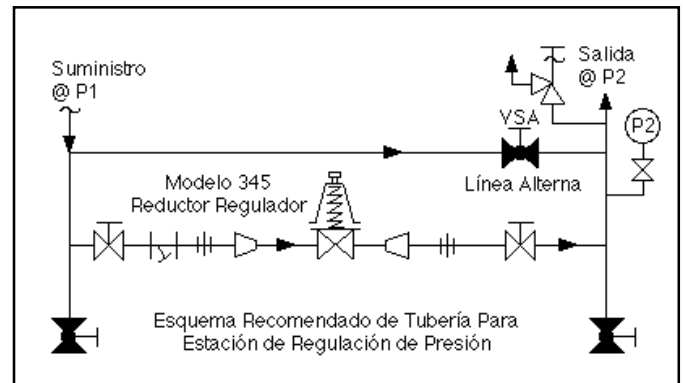 Suministro
@ P1
Salida
@ P2
VSA
P2
Modelo 345
Reductor Regulador
Línea Alterna
Esquema Recomendado de Tubería Para
Estación de Regulación de Presión